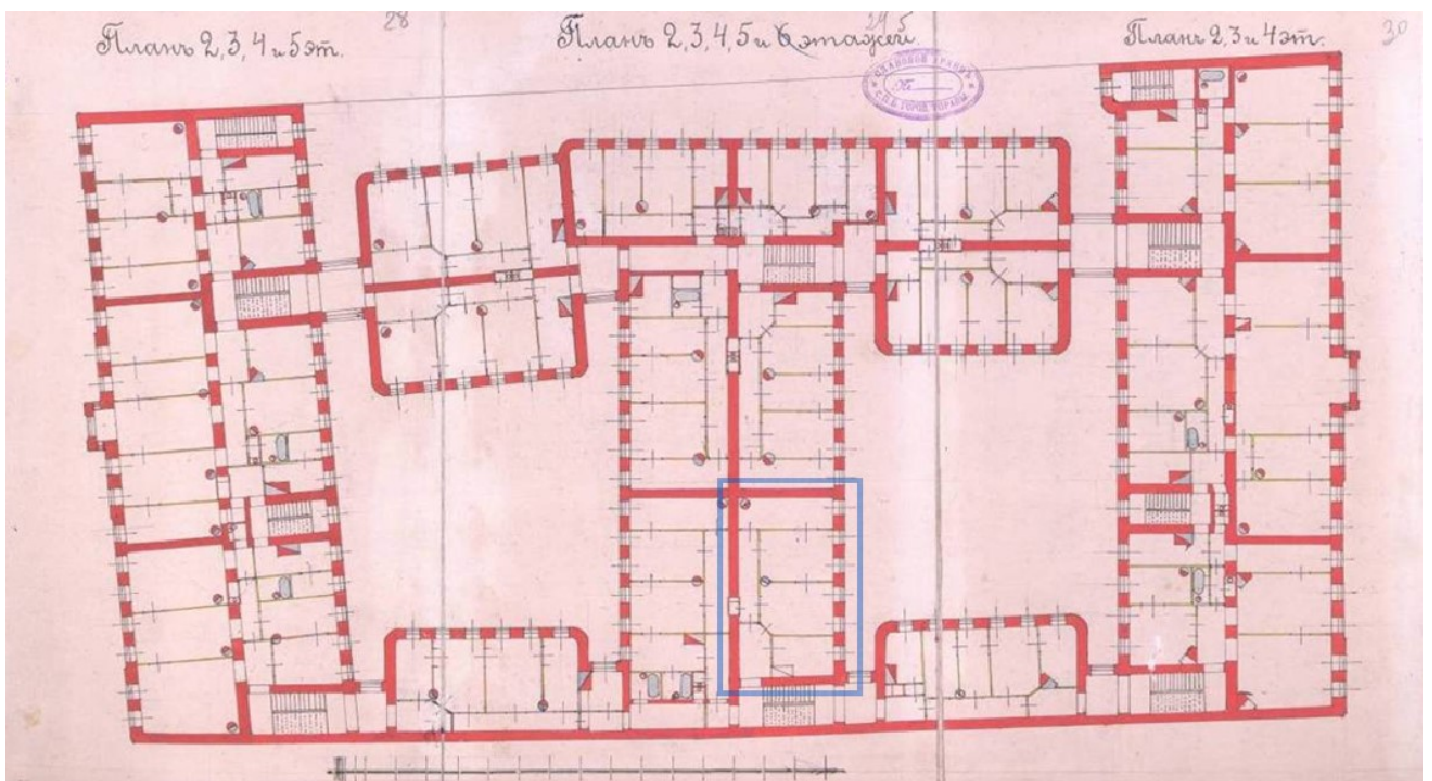 28
29
5
30
Планъ 2, 3, 4 и 5 эт.
Планъ 2, 3, 4, 5 и 6 этажей
Планъ 2, 3 и 4 эт.